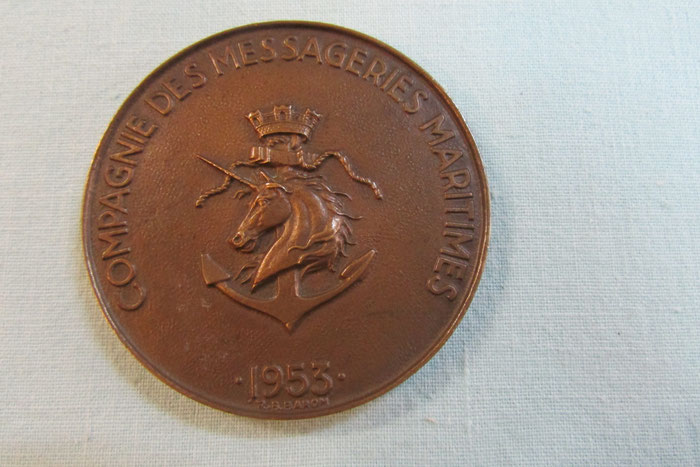 COMPAGNIE DES MESSAGERIES MARITIMES
· 1953 ·